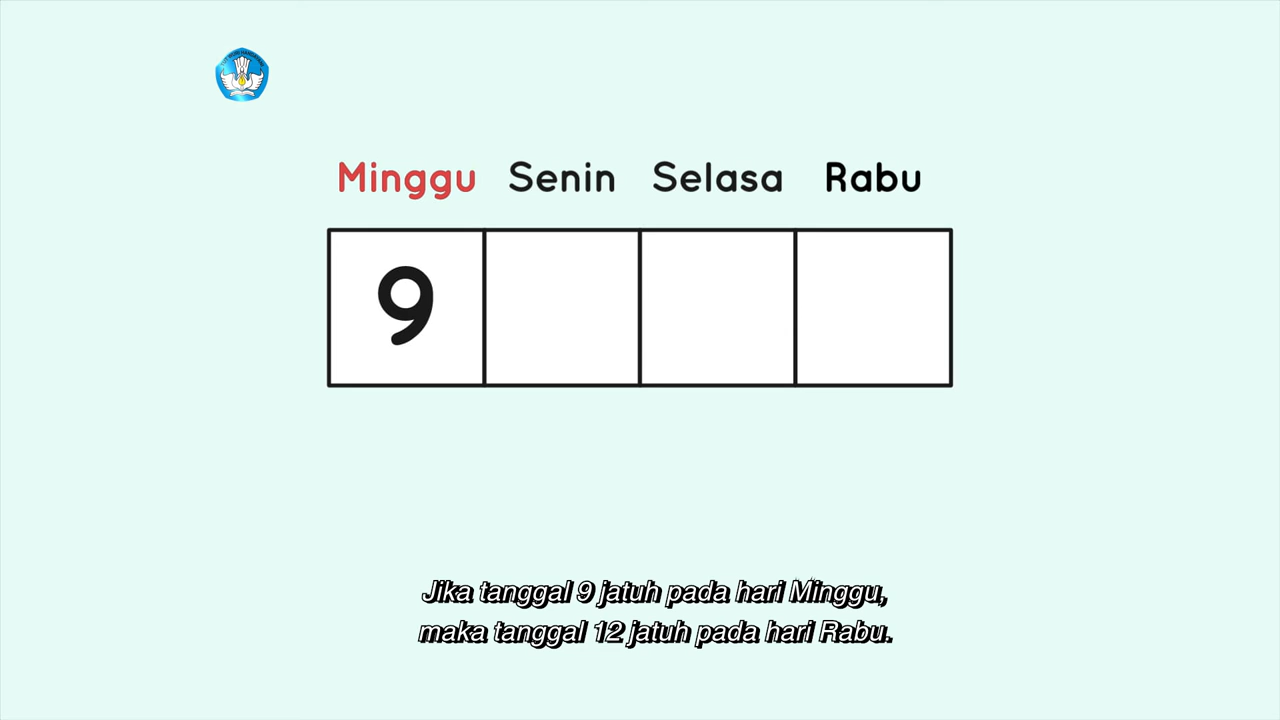 Minggu Senin Selasa Rabu
9
Jika tanggal 9 jatuh pada hari Minggu,
maka tanggal 12 jatuh pada hari Rabu.